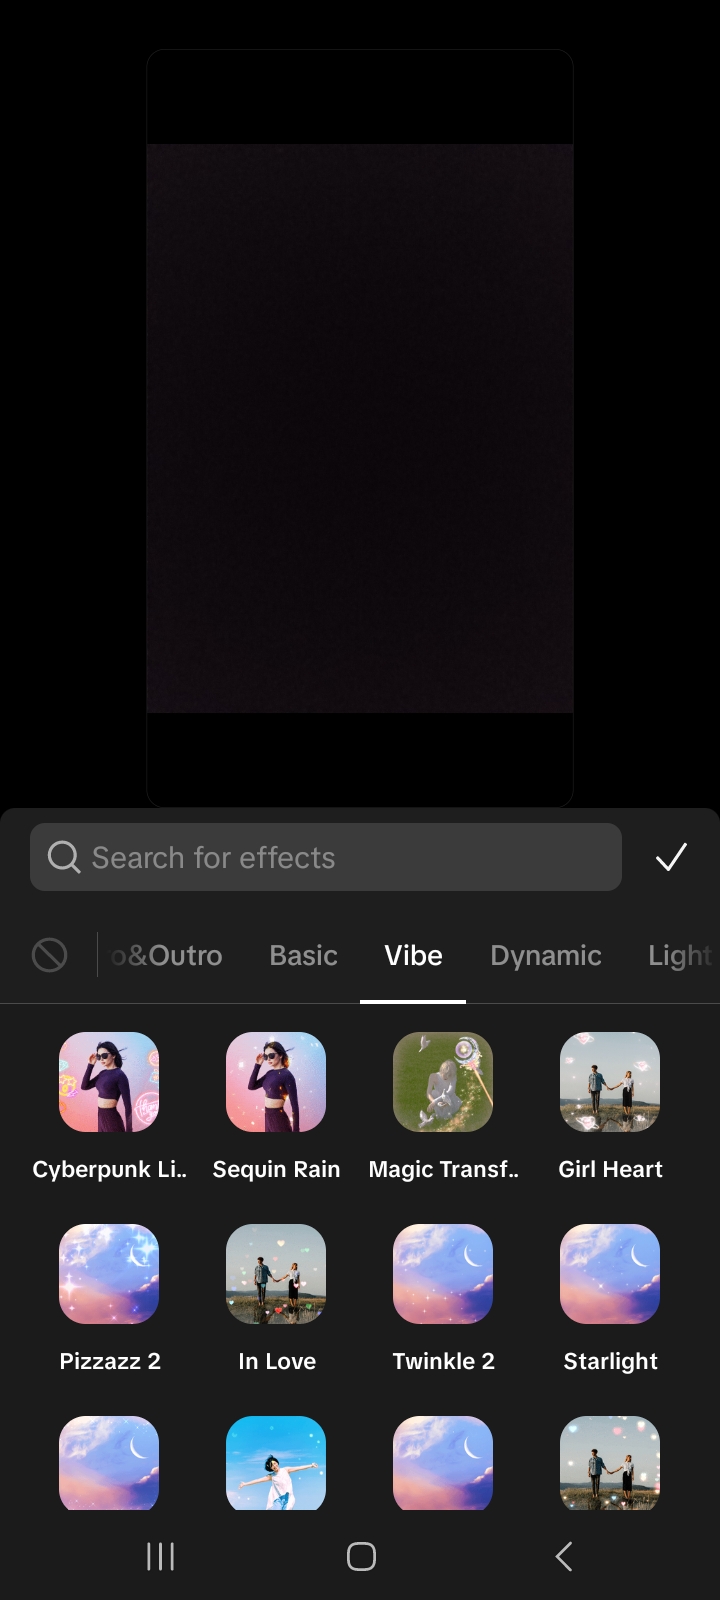 Search for effects
o&Outro
Basic
Vibe
Dynamic
Light
Cyberpunk Li..
Sequin Rain
Magic Transf..
Girl Heart
Pizzazz 2
In Love
Twinkle 2
Starlight